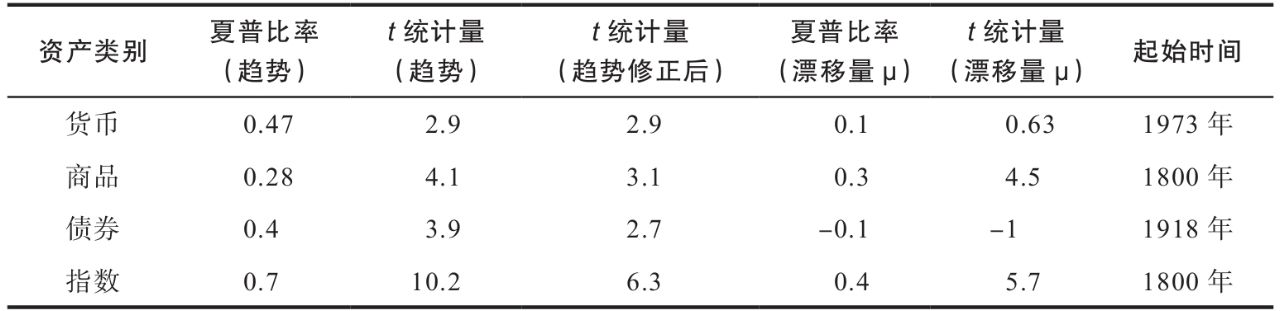 资产类别 夏普比率（趋势） t 统计量（趋势） t 统计量（趋势修正后） 夏普比率（漂移量 μ） t 统计量（漂移量 μ） 起始时间
货币 0.47 2.9 2.9 0.1 0.63 1973 年
商品 0.28 4.1 3.1 0.3 4.5 1800 年
债券 0.4 3.9 2.7 –0.1 –1 1918 年
指数 0.7 10.2 6.3 0.4 5.7 1800 年